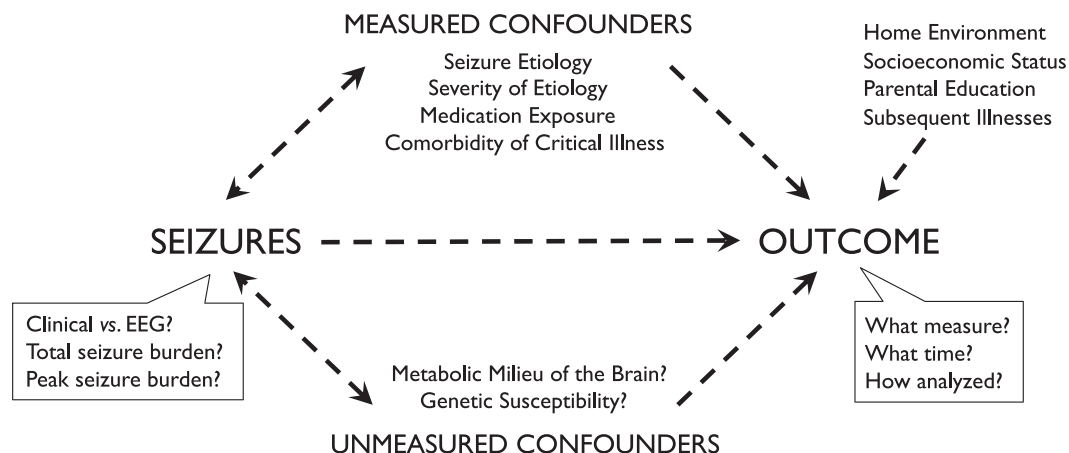 MEASURED CONFOUNDERS
Seizure Etiology
Severity of Etiology
Medication Exposure
Comorbidity of Critical Illness
Home Environment
Socioeconomic Status
Parental Education
Subsequent Illnesses
SEIZURES
OUTCOME
Clinical vs. EEG?
Total seizure burden?
Peak seizure burden?
What measure?
What time?
How analyzed?
Metabolic Milieu of the Brain?
Genetic Susceptibility?
UNMEASURED CONFOUNDERS